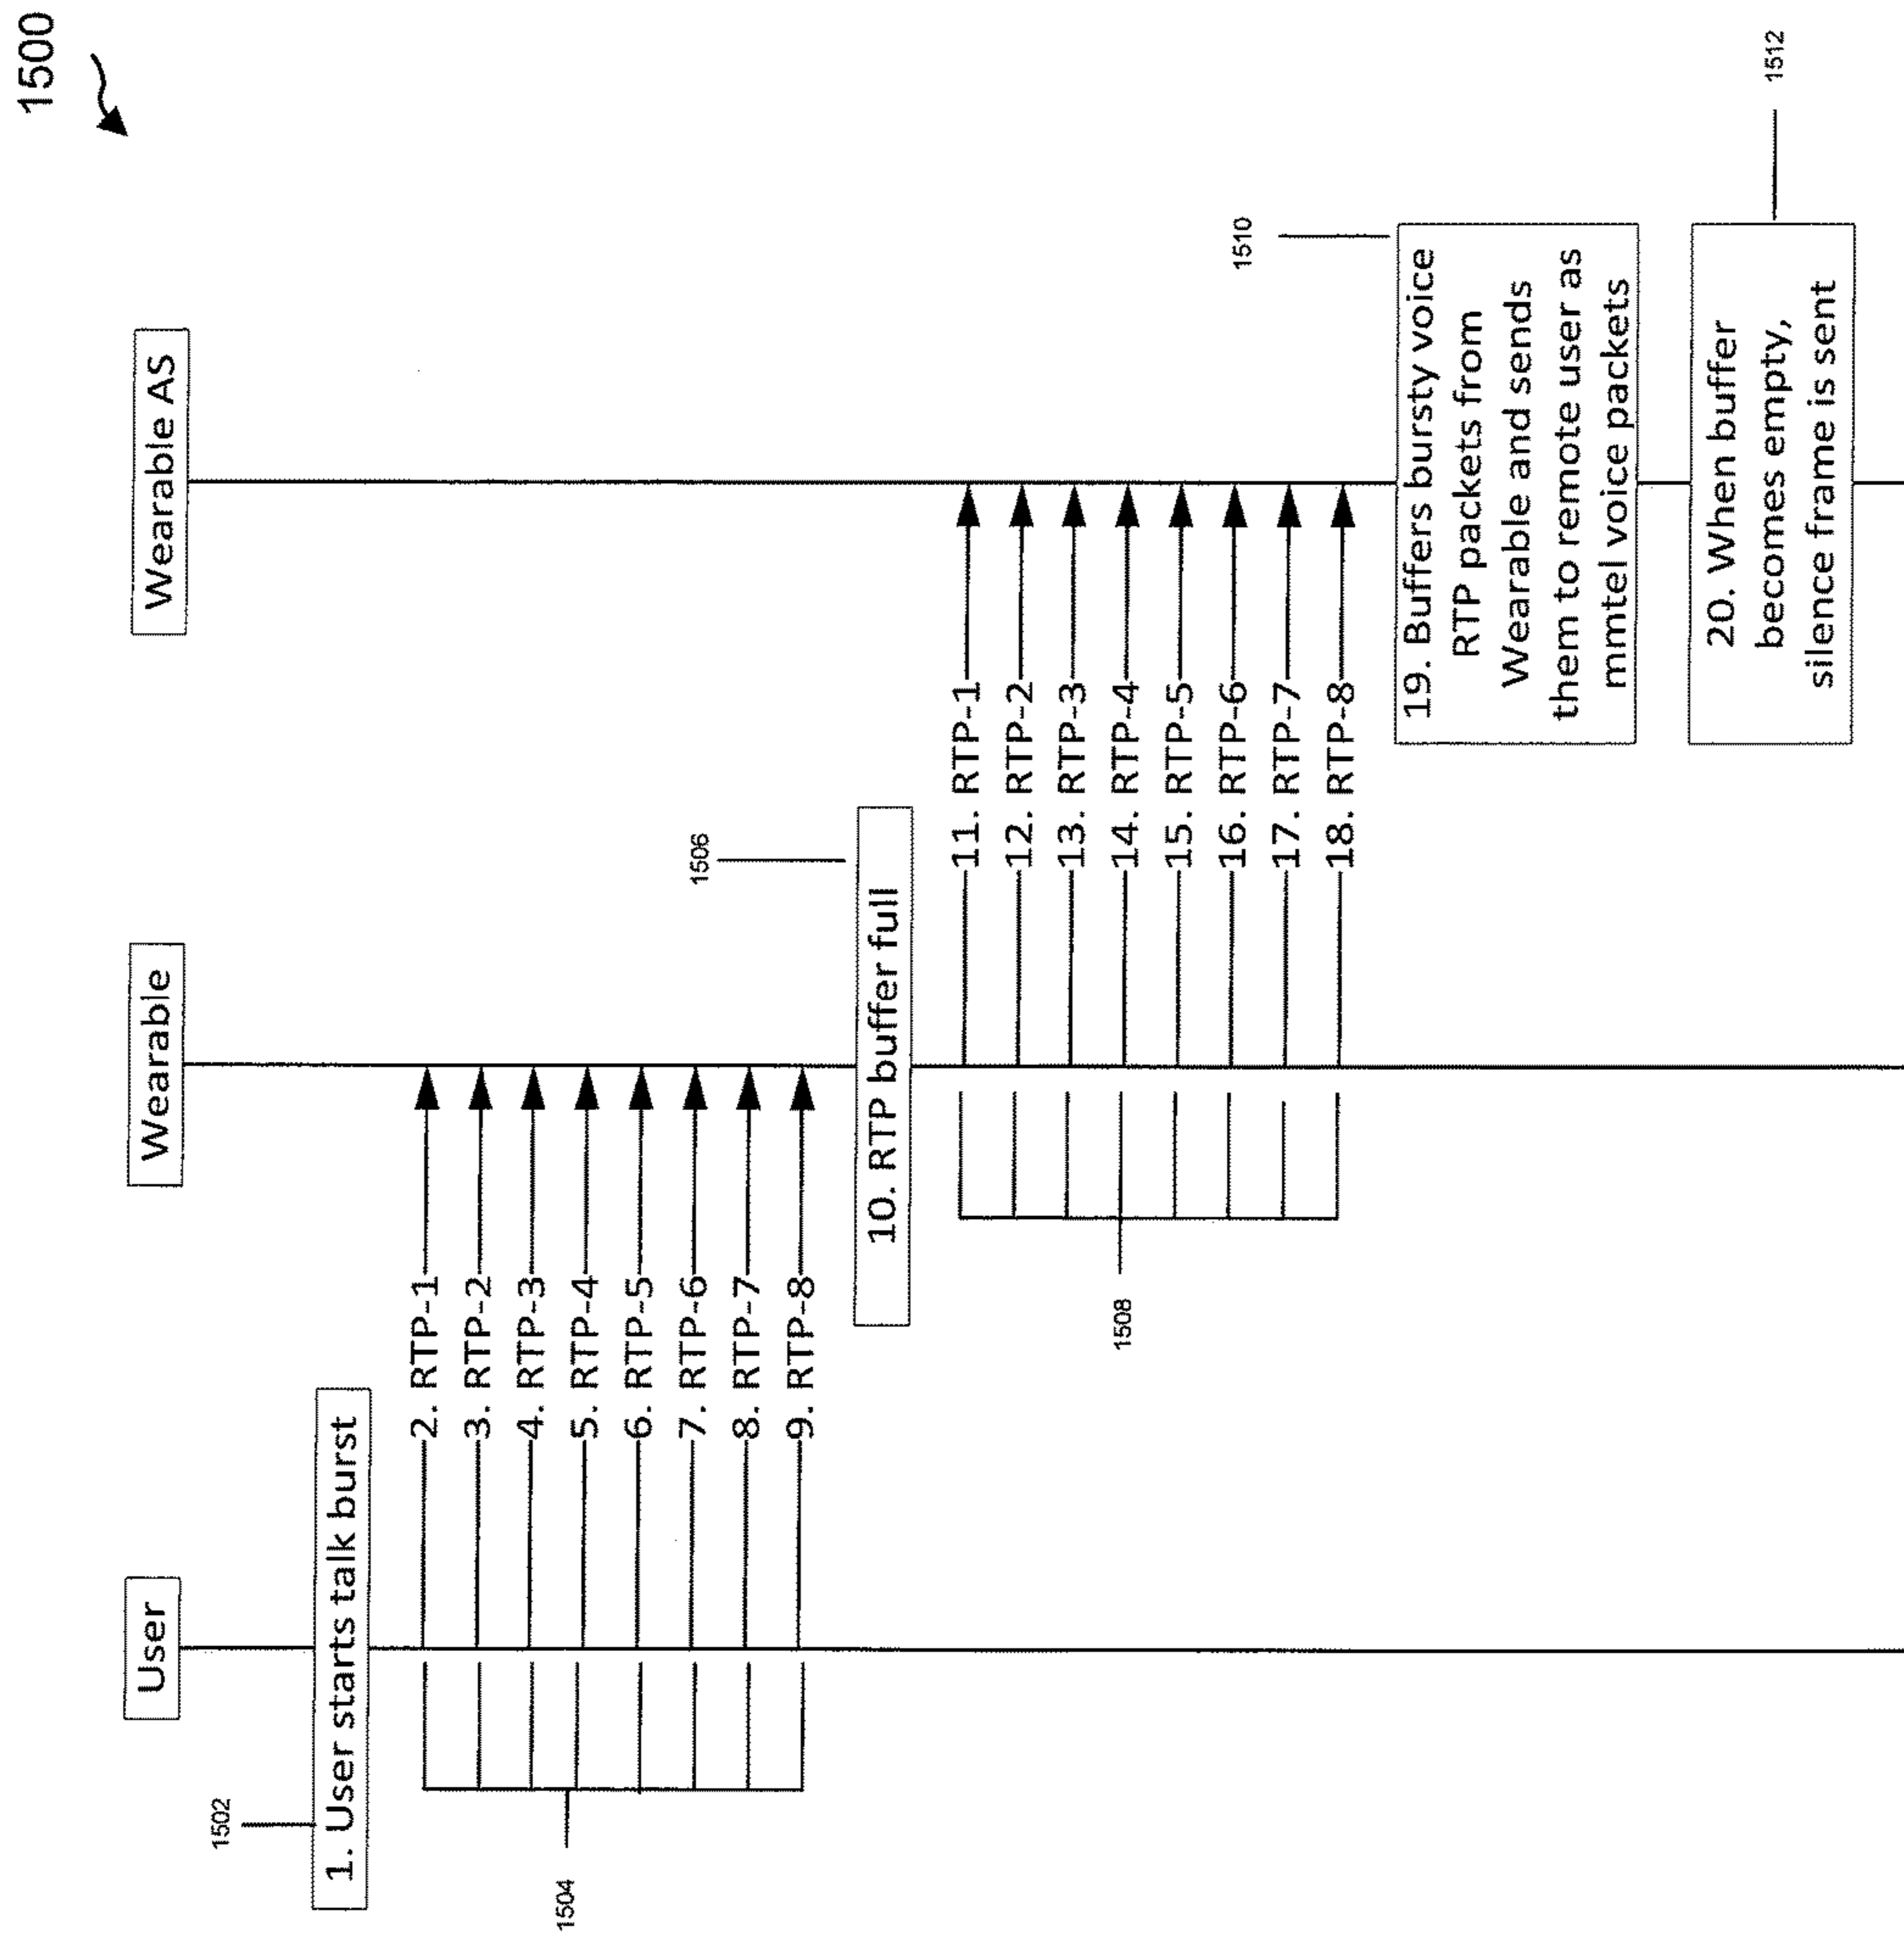 1500
User
Wearable
Wearable AS
1502
1. User starts talk burst
1504
2. RTP-1
3. RTP-2
4. RTP-3
5. RTP-4
6. RTP-5
7. RTP-6
8. RTP-7
9. RTP-8
1506
10. RTP buffer full
1508
11. RTP-1
12. RTP-2
13. RTP-3
14. RTP-4
15. RTP-5
16. RTP-6
17. RTP-7
18. RTP-8
1510
19. Buffers bursty voice
RTP packets from
Wearable and sends
them to remote user as
mmtel voice packets
1512
20. When buffer
becomes empty,
silence frame is sent